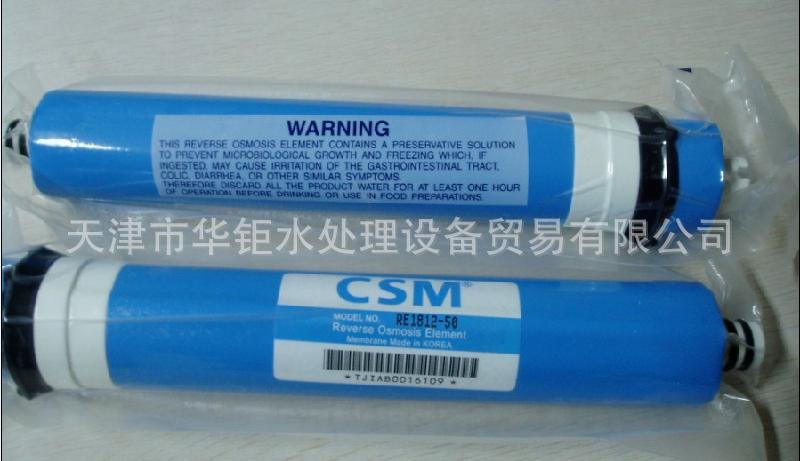 WARNING
THIS REVERSE OSMOSIS ELEMENT CONTAINS A PRESERVATIVE SOLUTION
TO PREVENT MICROBIOLOGICAL GROWTH AND FREEZING WHICH, IF
INGESTED, MAY CAUSE IRRITATION OF THE GASTROINTESTINAL TRACT,
COLIC, DIARRHEA, OR OTHER SIMILAR SYMPTOMS.
THEREFORE DISCARD ALL THE PRODUCT WATER FOR AT LEAST ONE HOUR
OF OPERATION BEFORE DRINKING OR USE IN FOOD PREPARATIONS.
天津市华钜水处理设备贸易有限公司
CSM®
MODEL NO. RE1812-50
Reverse Osmosis Element
Membrane Made in KOREA
*TJIAB0015109*